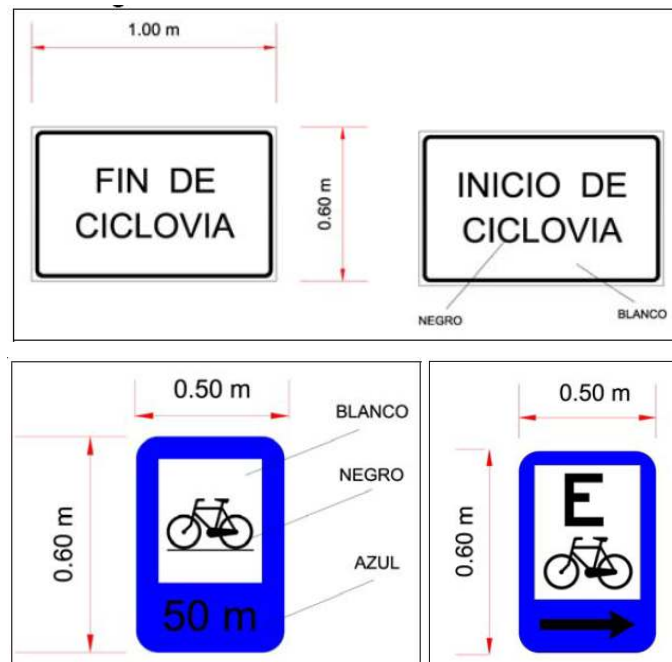 1.00 m
FIN DE
CICLOVIA
0.60 m
INICIO DE
CICLOVIA
NEGRO
BLANCO
0.50 m
BLANCO
NEGRO
AZUL
0.60 m
50 m
0.50 m
0.60 m
E